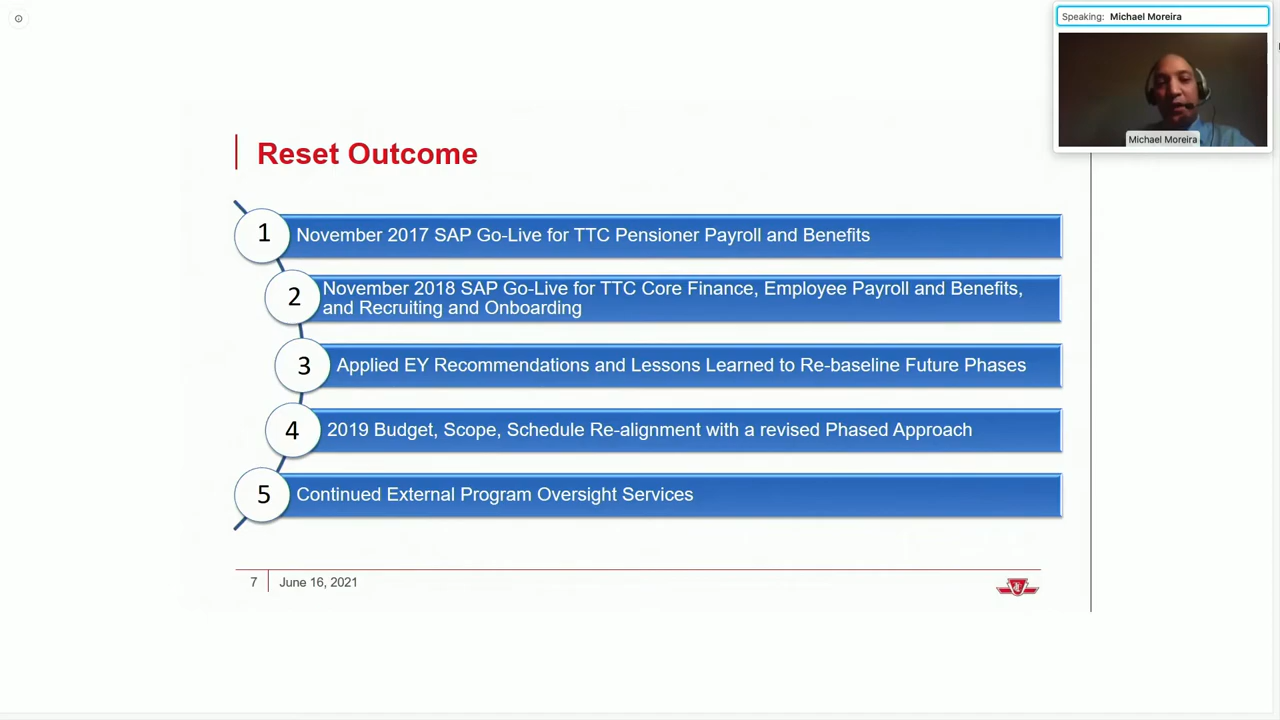 Speaking: Michael Moreira
Michael Moreira
Reset Outcome
1
November 2017 SAP Go-Live for TTC Pensioner Payroll and Benefits
2
November 2018 SAP Go-Live for TTC Core Finance, Employee Payroll and Benefits,
and Recruiting and Onboarding
3
Applied EY Recommendations and Lessons Learned to Re-baseline Future Phases
4
2019 Budget, Scope, Schedule Re-alignment with a revised Phased Approach
5
Continued External Program Oversight Services
7
June 16, 2021